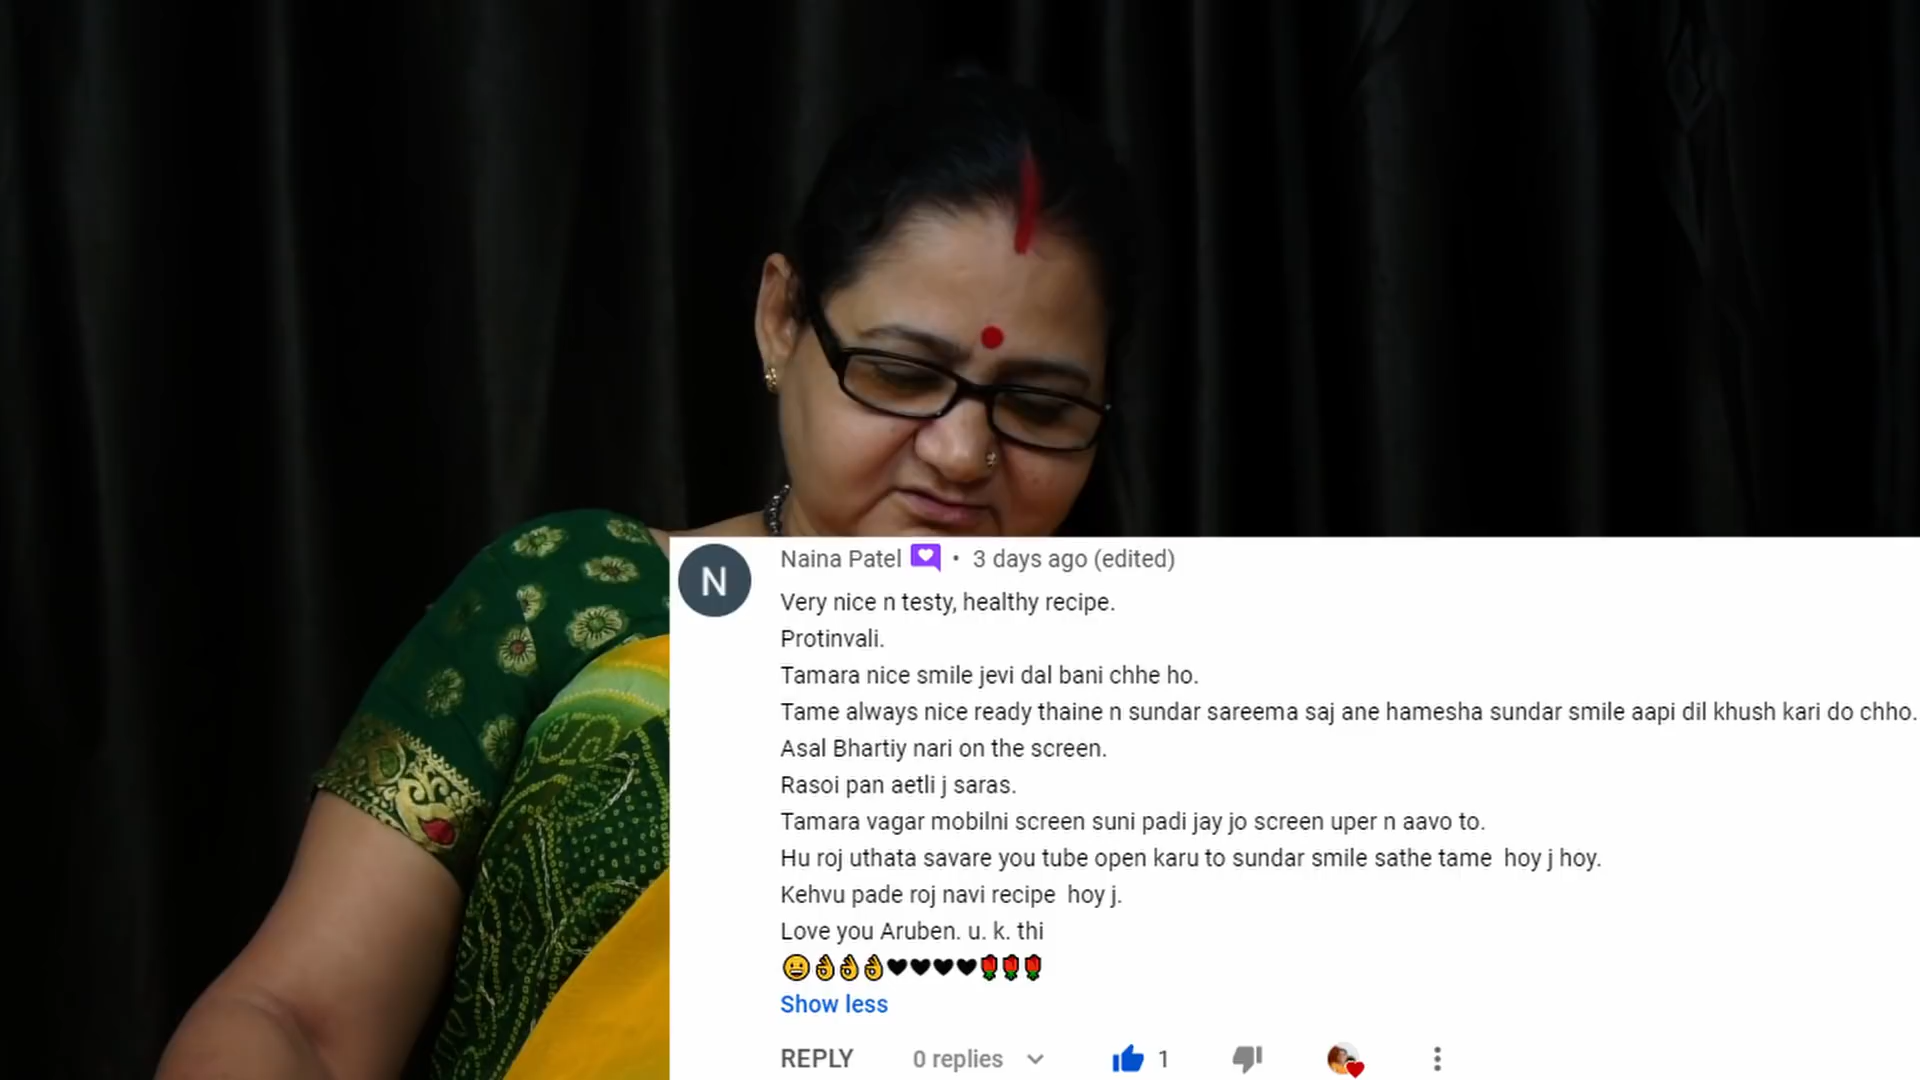 N
Naina Patel • 3 days ago (edited)
Very nice n testy, healthy recipe.
Protinvali.
Tamara nice smile jevi dal bani chhe ho.
Tame always nice ready thaine n sundar sareema saj ane hamesha sundar smile aapi dil khush kari do chho.
Asal Bhartiy nari on the screen.
Rasoi pan aetli j saras.
Tamara vagar mobilni screen suni padi jay jo screen uper n aavo to.
Hu roj uthata savare you tube open karu to sundar smile sathe tame hoy j hoy.
Kehvu pade roj navi recipe hoy j.
Love you Aruben. u. k. thi
😀👌👌👌🖤🖤🖤🖤🌹🌹🌹
Show less
REPLY 0 replies 1